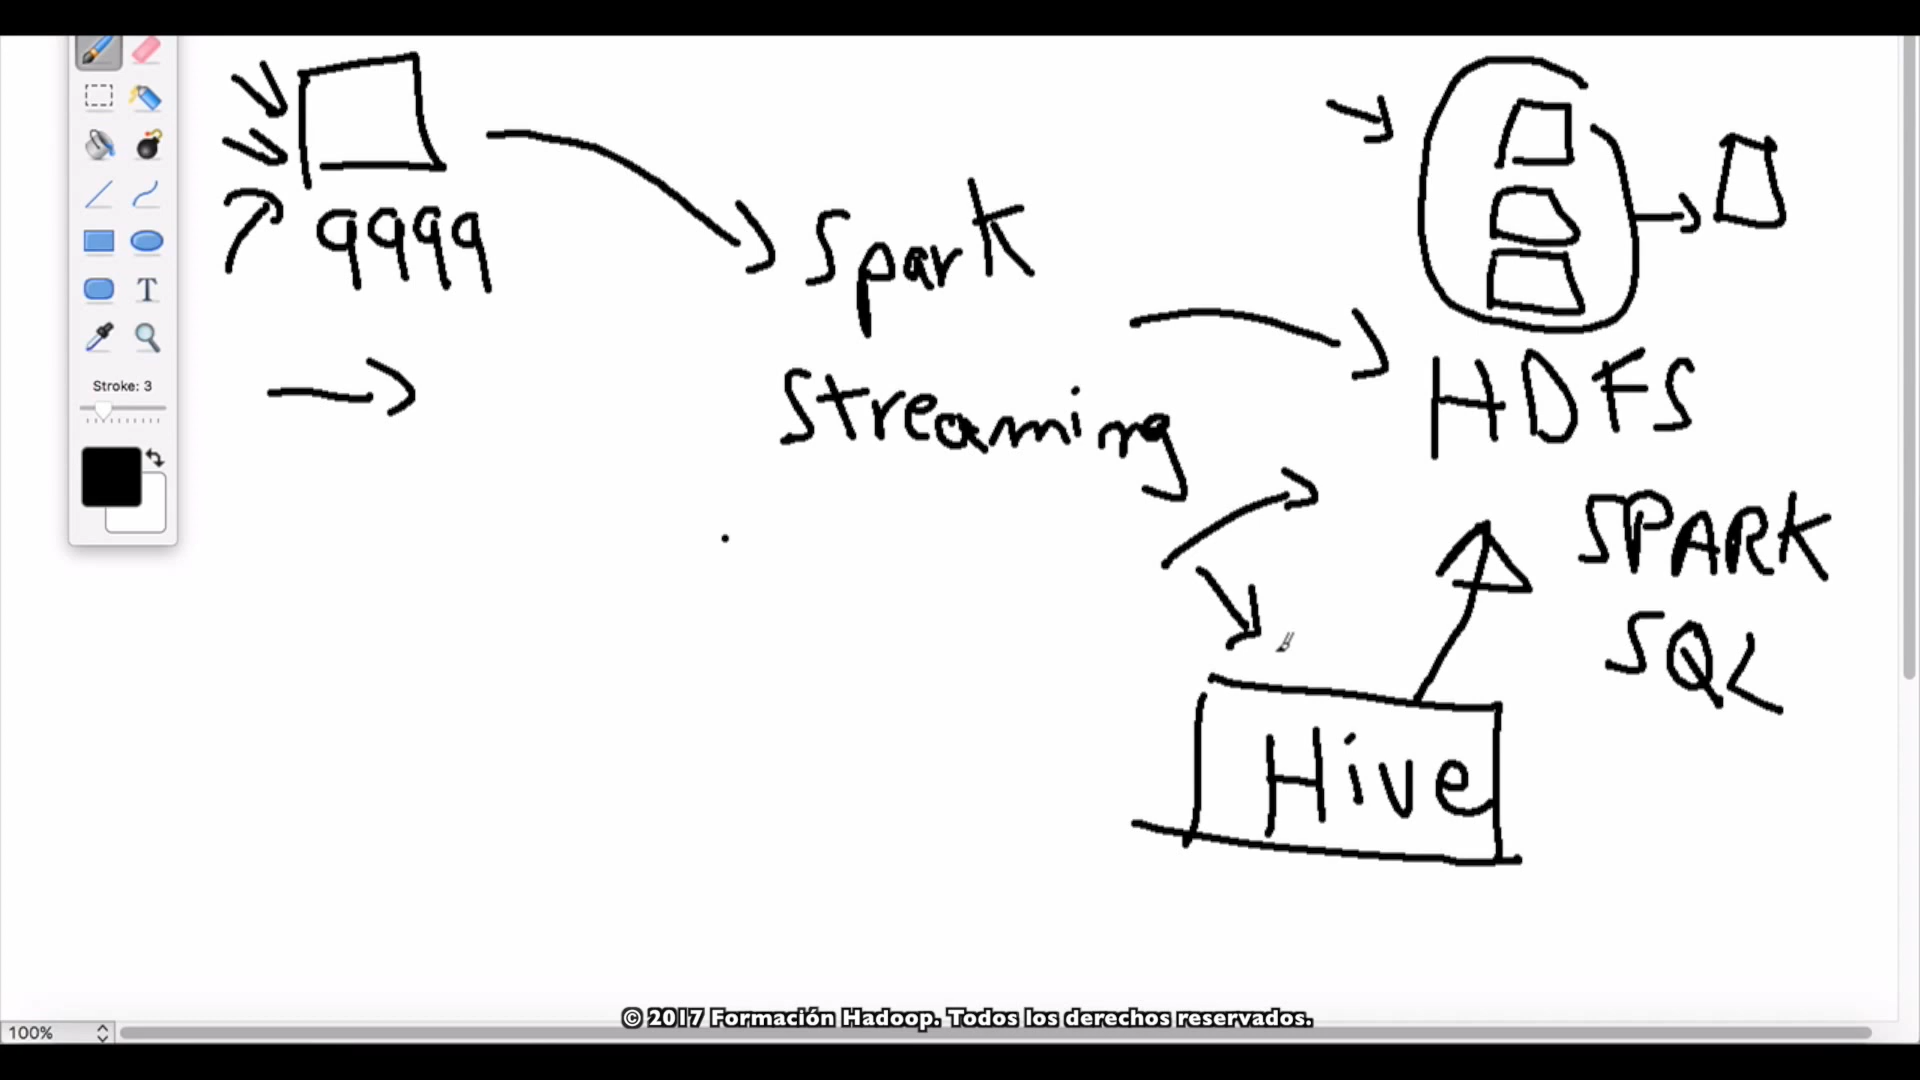 9999
Spark
Streaming
HDFS
SPARK
SQL
Hive
T
Stroke: 3
100%
© 2017 Formación Hadoop. Todos los derechos reservados.